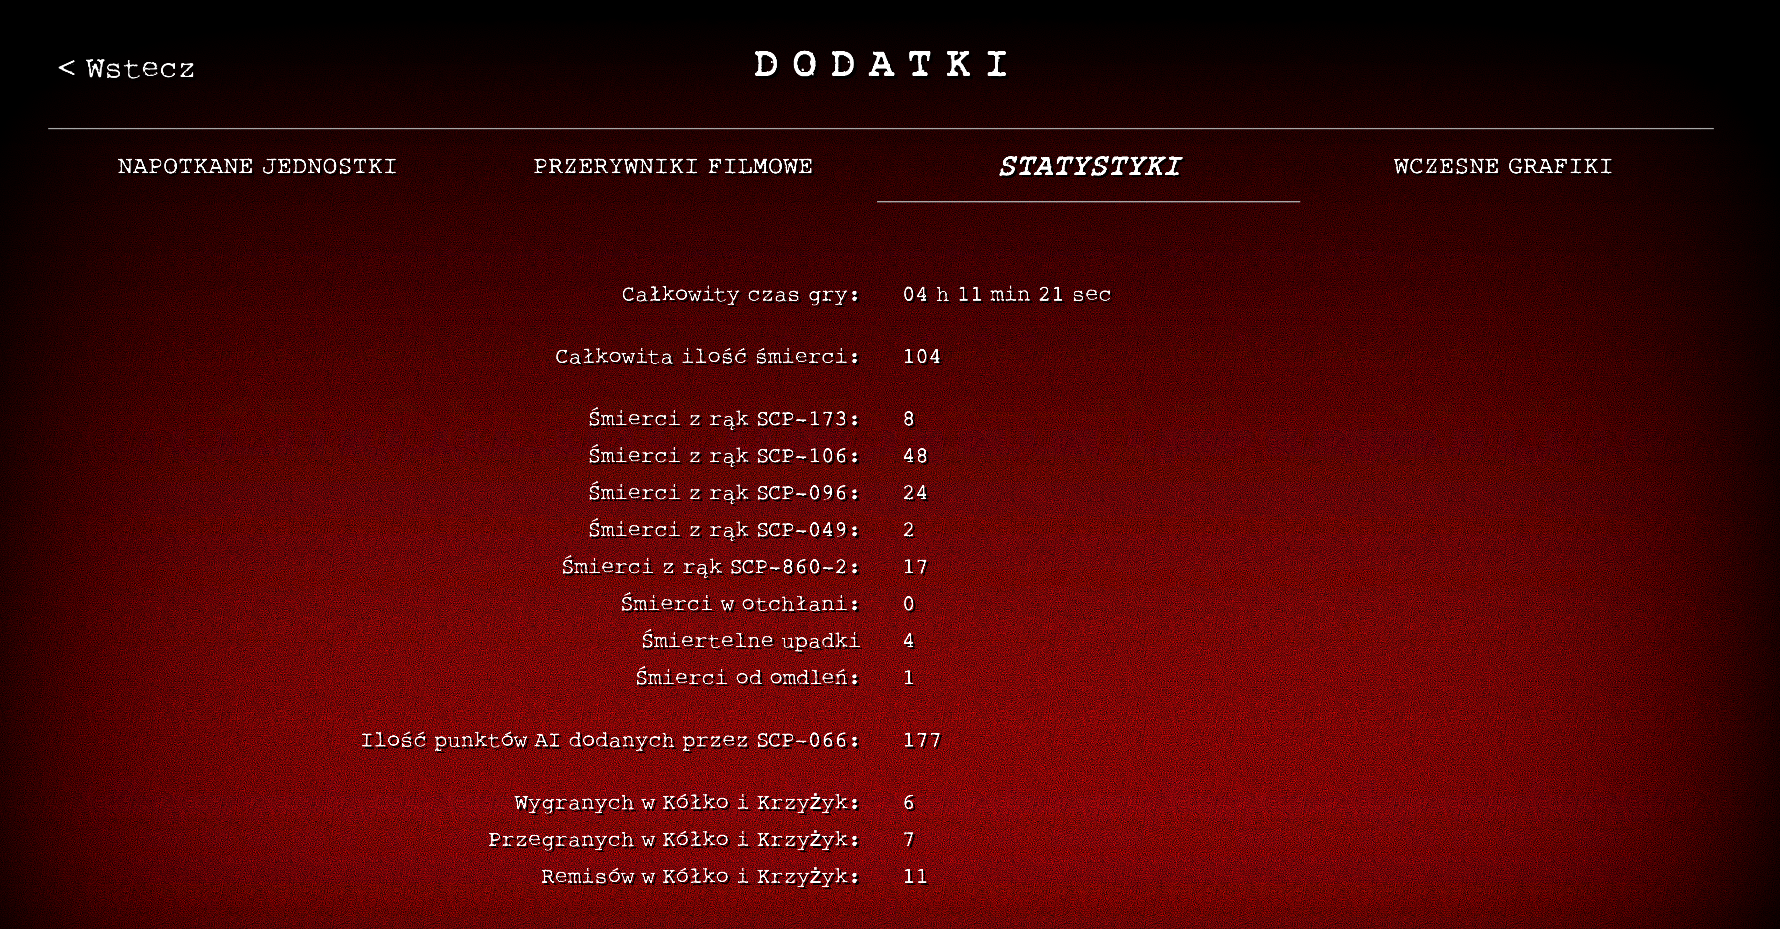 < Wstecz
DODATKI
NAPOTKANE JEDNOSTKI PRZERYWNIKI FILMOWE STATYSTYKI WCZESNE GRAFIKI
Całkowity czas gry: 04 h 11 min 21 sec
Całkowita ilość śmierci: 104
Śmierci z rąk SCP-173: 8
Śmierci z rąk SCP-106: 48
Śmierci z rąk SCP-096: 24
Śmierci z rąk SCP-049: 2
Śmierci z rąk SCP-860-2: 17
Śmierci w otchłani: 0
Śmiertelne upadki 4
Śmierci od omdleń: 1
Ilość punktów AI dodanych przez SCP-066: 177
Wygranych w Kółko i Krzyżyk: 6
Przegranych w Kółko i Krzyżyk: 7
Remisów w Kółko i Krzyżyk: 11